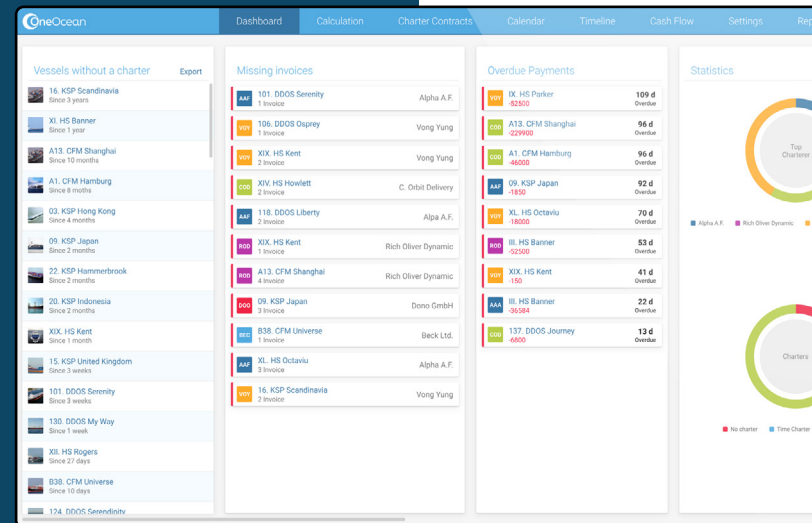 OneOcean
Dashboard
Calculation
Charter Contracts
Calendar
Timeline
Cash Flow
Settings
Vessels without a charter
Export
16. KSP Scandinavia
Since 3 years
XI. HS Banner
Since 1 year
A13. CFM Shanghai
Since 10 months
A1. CFM Hamburg
Since 8 moths
03. KSP Hong Kong
Since 4 months
09. KSP Japan
Since 2 months
22. KSP Hammerbrook
Since 2 months
20. KSP Indonesia
Since 2 months
XIX. HS Kent
Since 1 month
15. KSP United Kingdom
Since 3 weeks
101. DDOS Serenity
Since 3 weeks
130. DDOS My Way
Since 1 week
XII. HS Rogers
Since 27 days
B38. CFM Universe
Since 10 days
124. DDOS Serendinity
Missing invoices
AAF 101. DDOS Serenity Alpha A.F.
1 Invoice
VOY 106. DDOS Osprey Vong Yung
1 Invoice
VOY XIX. HS Kent Vong Yung
2 Invoice
COD XIV. HS Howlett C. Orbit Delivery
2 Invoice
AAF 118. DDOS Liberty Alpa A.F.
2 Invoice
ROD XIX. HS Kent Rich Oliver Dynamic
1 Invoice
ROD A13. CFM Shanghai Rich Oliver Dynamic
4 Invoice
DOO 09. KSP Japan Dono GmbH
3 Invoice
BEC B38. CFM Universe Beck Ltd.
1 Invoice
AAF XL. HS Octaviu Alpha A.F.
3 Invoice
VOY 16. KSP Scandinavia Vong Yung
2 Invoice
Overdue Payments
VOY IX. HS Parker 109 d
-52500 Overdue
COD A13. CFM Shanghai 96 d
-229900 Overdue
COD A1. CFM Hamburg 96 d
-46000 Overdue
AAF 09. KSP Japan 92 d
-1850 Overdue
VOY XL. HS Octaviu 70 d
-18000 Overdue
ROD III. HS Banner 53 d
-52500 Overdue
VOY XIX. HS Kent 41 d
-150 Overdue
AAA III. HS Banner 22 d
-36584 Overdue
COD 137. DDOS Journey 13 d
-6800 Overdue
Statistics
Top
Charterer
Alpha A.F.
Rich Oliver Dynamic
Charters
No chatter
Time Charter